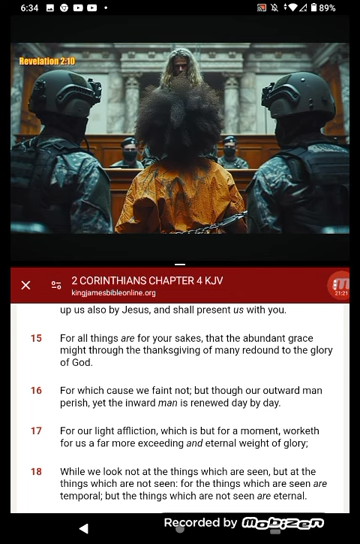 6:34
89%
Revelation 2:10
2 CORINTHIANS CHAPTER 4 KJV
kingjamesbibleonline.org
21:21
up us also by Jesus, and shall present us with you.
15 For all things are for your sakes, that the abundant grace
might through the thanksgiving of many redound to the glory
of God.
16 For which cause we faint not; but though our outward man
perish, yet the inward man is renewed day by day.
17 For our light affliction, which is but for a moment, worketh
for us a far more exceeding and eternal weight of glory;
18 While we look not at the things which are seen, but at the
things which are not seen: for the things which are seen are
temporal; but the things which are not seen are eternal.
Recorded by mobizen